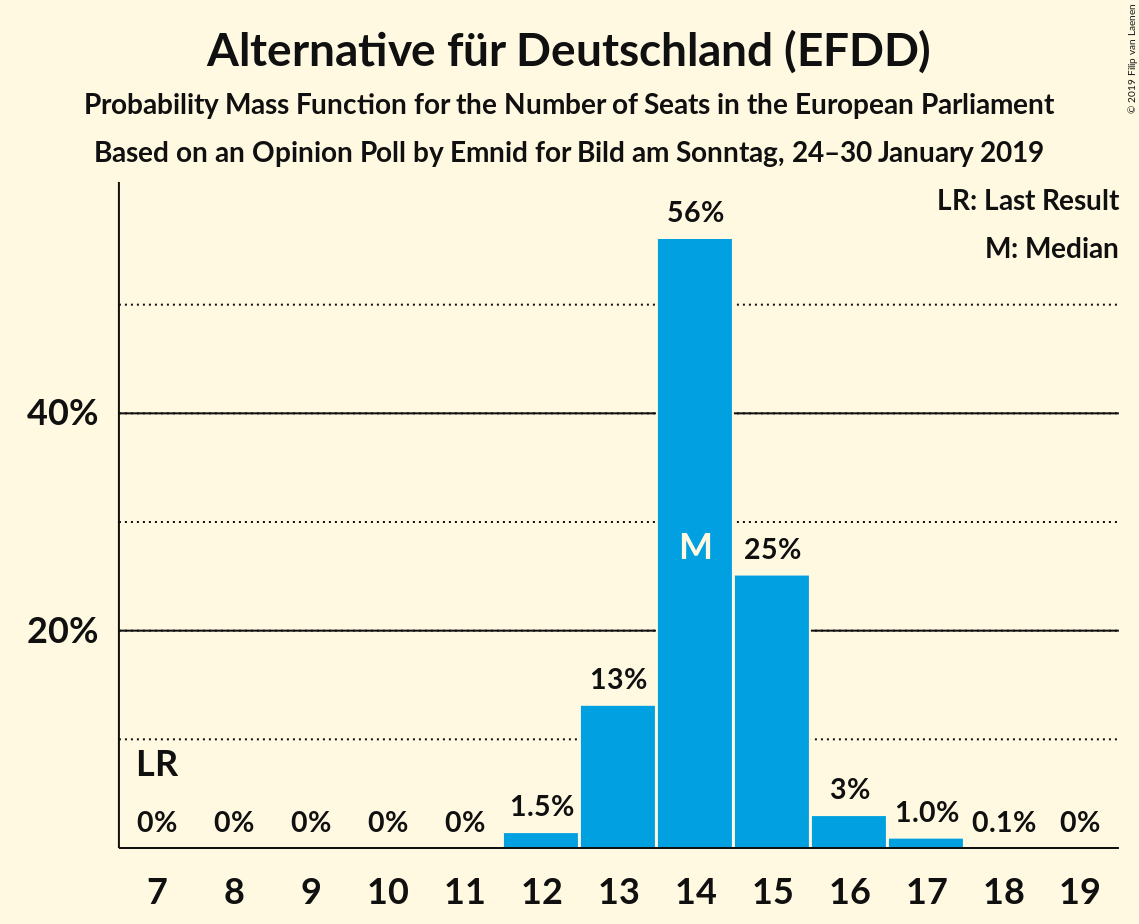 Alternative für Deutschland (EFDD)
Probability Mass Function for the Number of Seats in the European Parliament
Based on an Opinion Poll by Emnid for Bild am Sonntag, 24–30 January 2019
© 2019 Filip van Laenen
LR: Last Result
M: Median
56%
40%
M
25%
20%
13%
LR
0% 0% 0% 0% 0% 1.5% 3% 1.0% 0.1% 0%
7 8 9 10 11 12 13 14 15 16 17 18 19